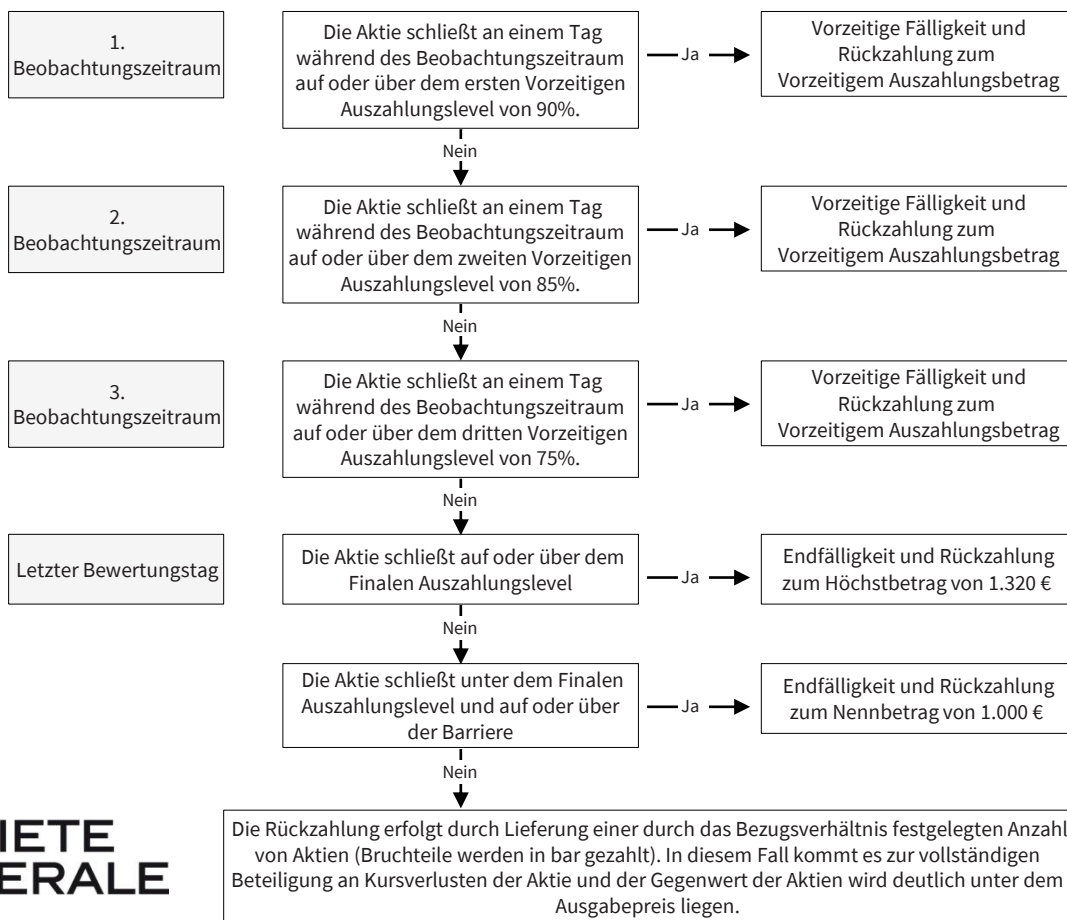 1.
Beobachtungszeitraum
Die Aktie schließt an einem Tag
während des Beobachtungszeitraum
auf oder über dem ersten Vorzeitigen
Auszahlungslevel von 90%.
Ja
Vorzeitige Fälligkeit und
Rückzahlung zum
Vorzeitigem Auszahlungsbetrag
Nein
2.
Beobachtungszeitraum
Die Aktie schließt an einem Tag
während des Beobachtungszeitraum
auf oder über dem zweiten Vorzeitigen
Auszahlungslevel von 85%.
Ja
Vorzeitige Fälligkeit und
Rückzahlung zum
Vorzeitigem Auszahlungsbetrag
Nein
3.
Beobachtungszeitraum
Die Aktie schließt an einem Tag
während des Beobachtungszeitraum
auf oder über dem dritten Vorzeitigen
Auszahlungslevel von 75%.
Ja
Vorzeitige Fälligkeit und
Rückzahlung zum
Vorzeitigem Auszahlungsbetrag
Nein
Letzter Bewertungstag
Die Aktie schließt auf oder über dem
Finalen Auszahlungslevel
Ja
Endfälligkeit und Rückzahlung
zum Höchstbetrag von 1.320 €
Nein
Die Aktie schließt unter dem Finalen
Auszahlungslevel und auf oder über
der Barriere
Ja
Endfälligkeit und Rückzahlung
zum Nennbetrag von 1.000 €
Nein
IETE
ERALE
Die Rückzahlung erfolgt durch Lieferung einer durch das Bezugsverhältnis festgelegten Anzahl
von Aktien (Bruchteile werden in bar gezahlt). In diesem Fall kommt es zur vollständigen
Beteiligung an Kursverlusten der Aktie und der Gegenwert der Aktien wird deutlich unter dem
Ausgabepreis liegen.